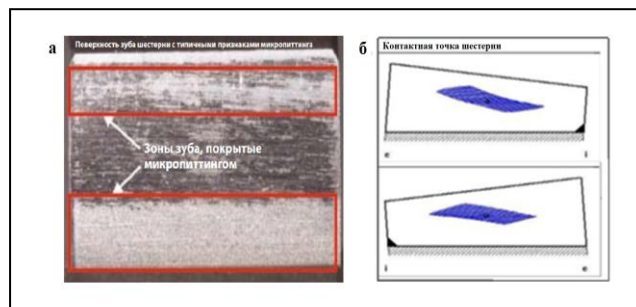 а
Поверхность зуба шестерни с типичными признаками микропиттинга
Зоны зуба, покрытые
микропиттингом
б
Контактная точка шестерни
e
i
i
e